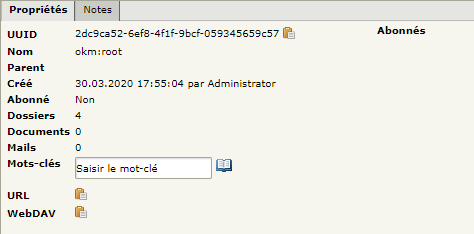 Propriétés Notes
UUID 2dc9ca52-6ef8-4f1f-9bcf-059345659c57 Abonnés
Nom okm:root
Parent
Créé 30.03.2020 17:55:04 par Administrator
Abonné Non
Dossiers 4
Documents 0
Mails 0
Mots-clés Saisir le mot-clé
URL
WebDAV